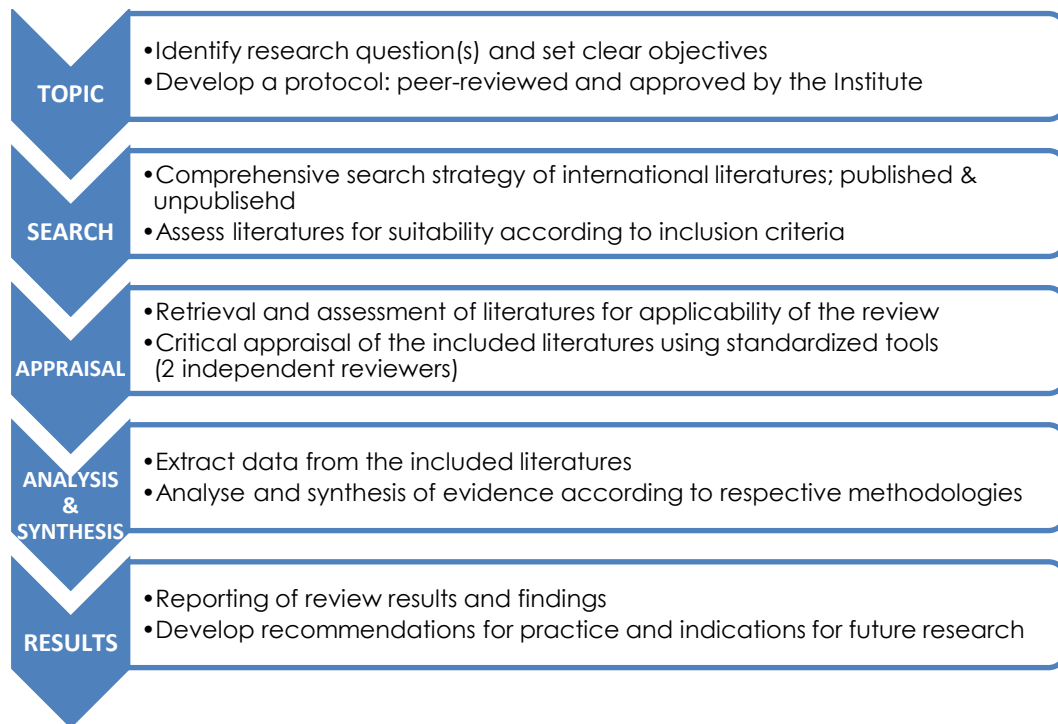 TOPIC
•Identify research question(s) and set clear objectives
•Develop a protocol: peer-reviewed and approved by the Institute
SEARCH
•Comprehensive search strategy of international literatures; published &
unpublisehd
•Assess literatures for suitability according to inclusion criteria
APPRAISAL
•Retrieval and assessment of literatures for applicability of the review
•Critical appraisal of the included literatures using standardized tools
(2 independent reviewers)
ANALYSIS
&
SYNTHESIS
•Extract data from the included literatures
•Analyse and synthesis of evidence according to respective methodologies
RESULTS
•Reporting of review results and findings
•Develop recommendations for practice and indications for future research